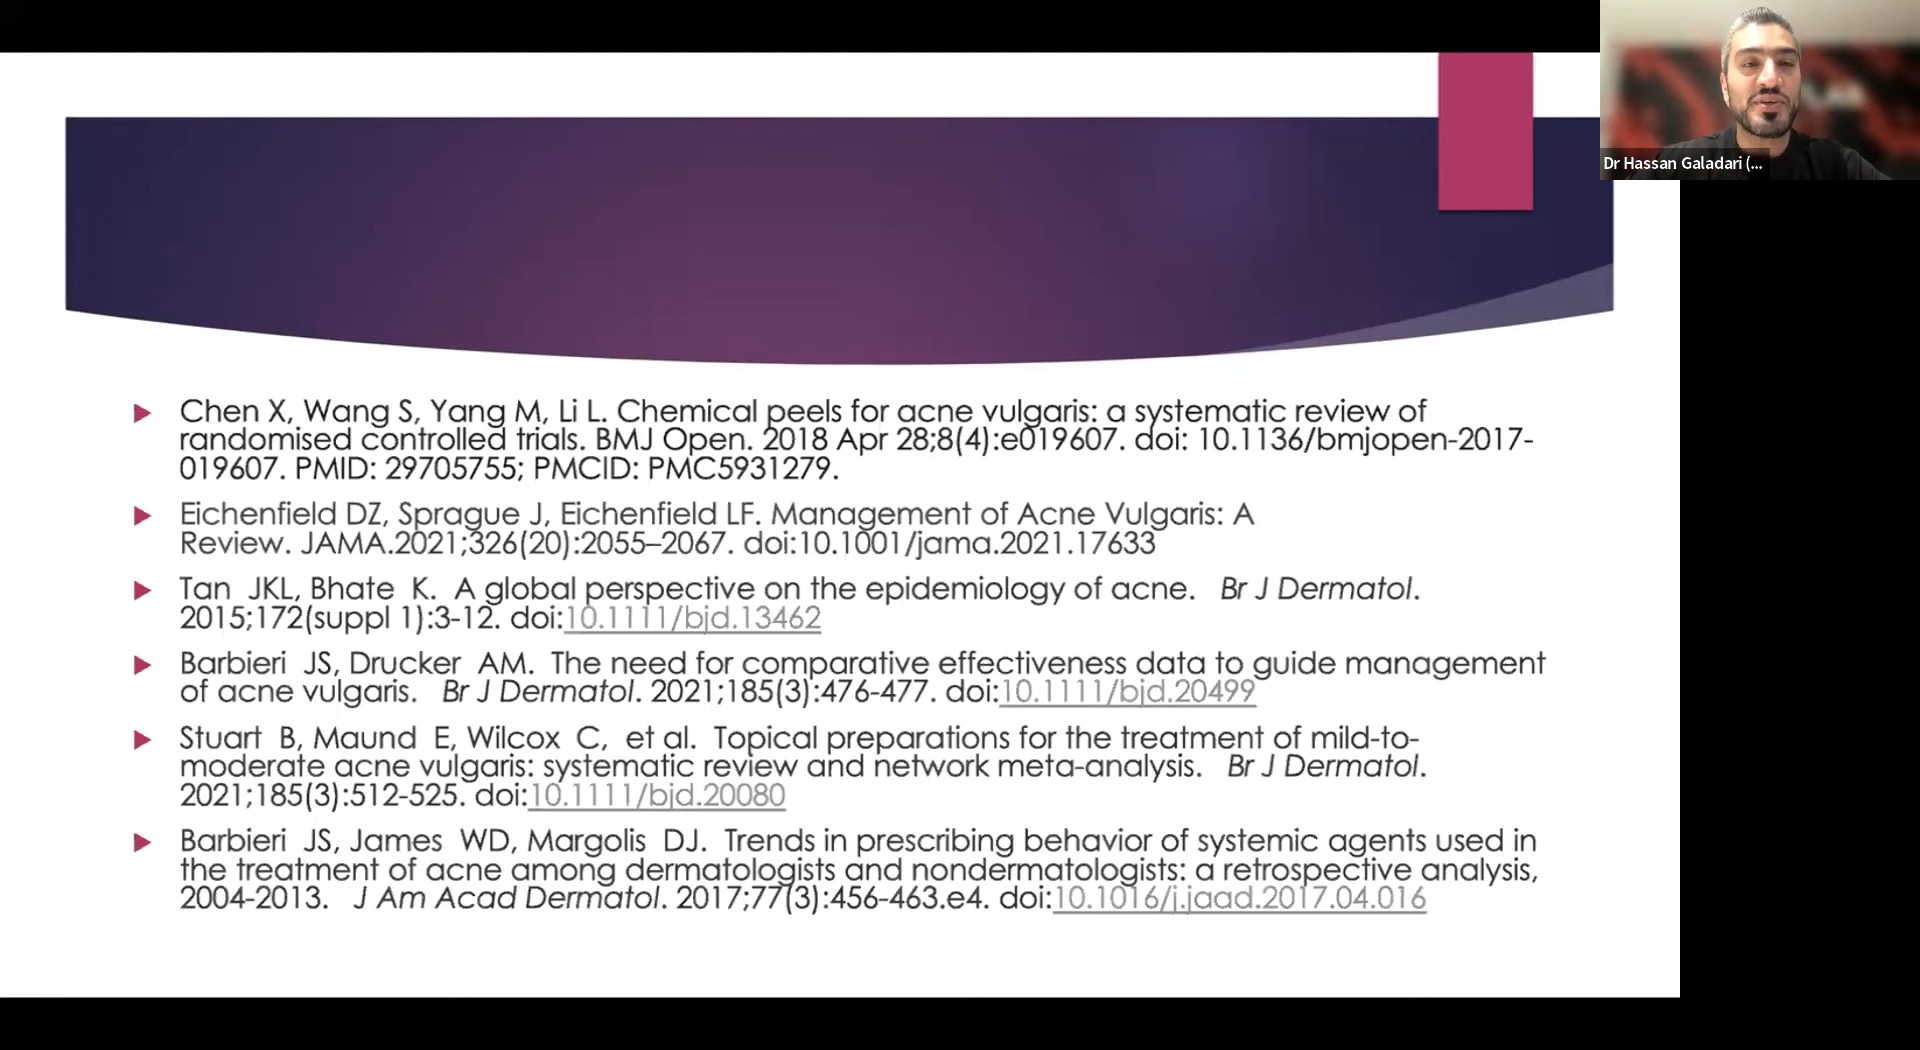 Dr Hassan Galadari (...
Chen X, Wang S, Yang M, Li L. Chemical peels for acne vulgaris: a systematic review of
randomised controlled trials. BMJ Open. 2018 Apr 28;8(4):e019607. doi: 10.1136/bmjopen-2017-
019607. PMID: 29705755; PMCID: PMC5931279.
Eichenfield DZ, Sprague J, Eichenfield LF. Management of Acne Vulgaris: A
Review. JAMA.2021;326(20):2055–2067. doi:10.1001/jama.2021.17633
Tan JKL, Bhate K. A global perspective on the epidemiology of acne. Br J Dermatol.
2015;172(suppl 1):3-12. doi:10.1111/bjd.13462
Barbieri JS, Drucker AM. The need for comparative effectiveness data to guide management
of acne vulgaris. Br J Dermatol. 2021;185(3):476-477. doi:10.1111/bjd.20499
Stuart B, Maund E, Wilcox C, et al. Topical preparations for the treatment of mild-to-
moderate acne vulgaris: systematic review and network meta-analysis. Br J Dermatol.
2021;185(3):512-525. doi:10.1111/bjd.20080
Barbieri JS, James WD, Margolis DJ. Trends in prescribing behavior of systemic agents used in
the treatment of acne among dermatologists and nondermatologists: a retrospective analysis,
2004-2013. J Am Acad Dermatol. 2017;77(3):456-463.e4. doi:10.1016/j.jaad.2017.04.016